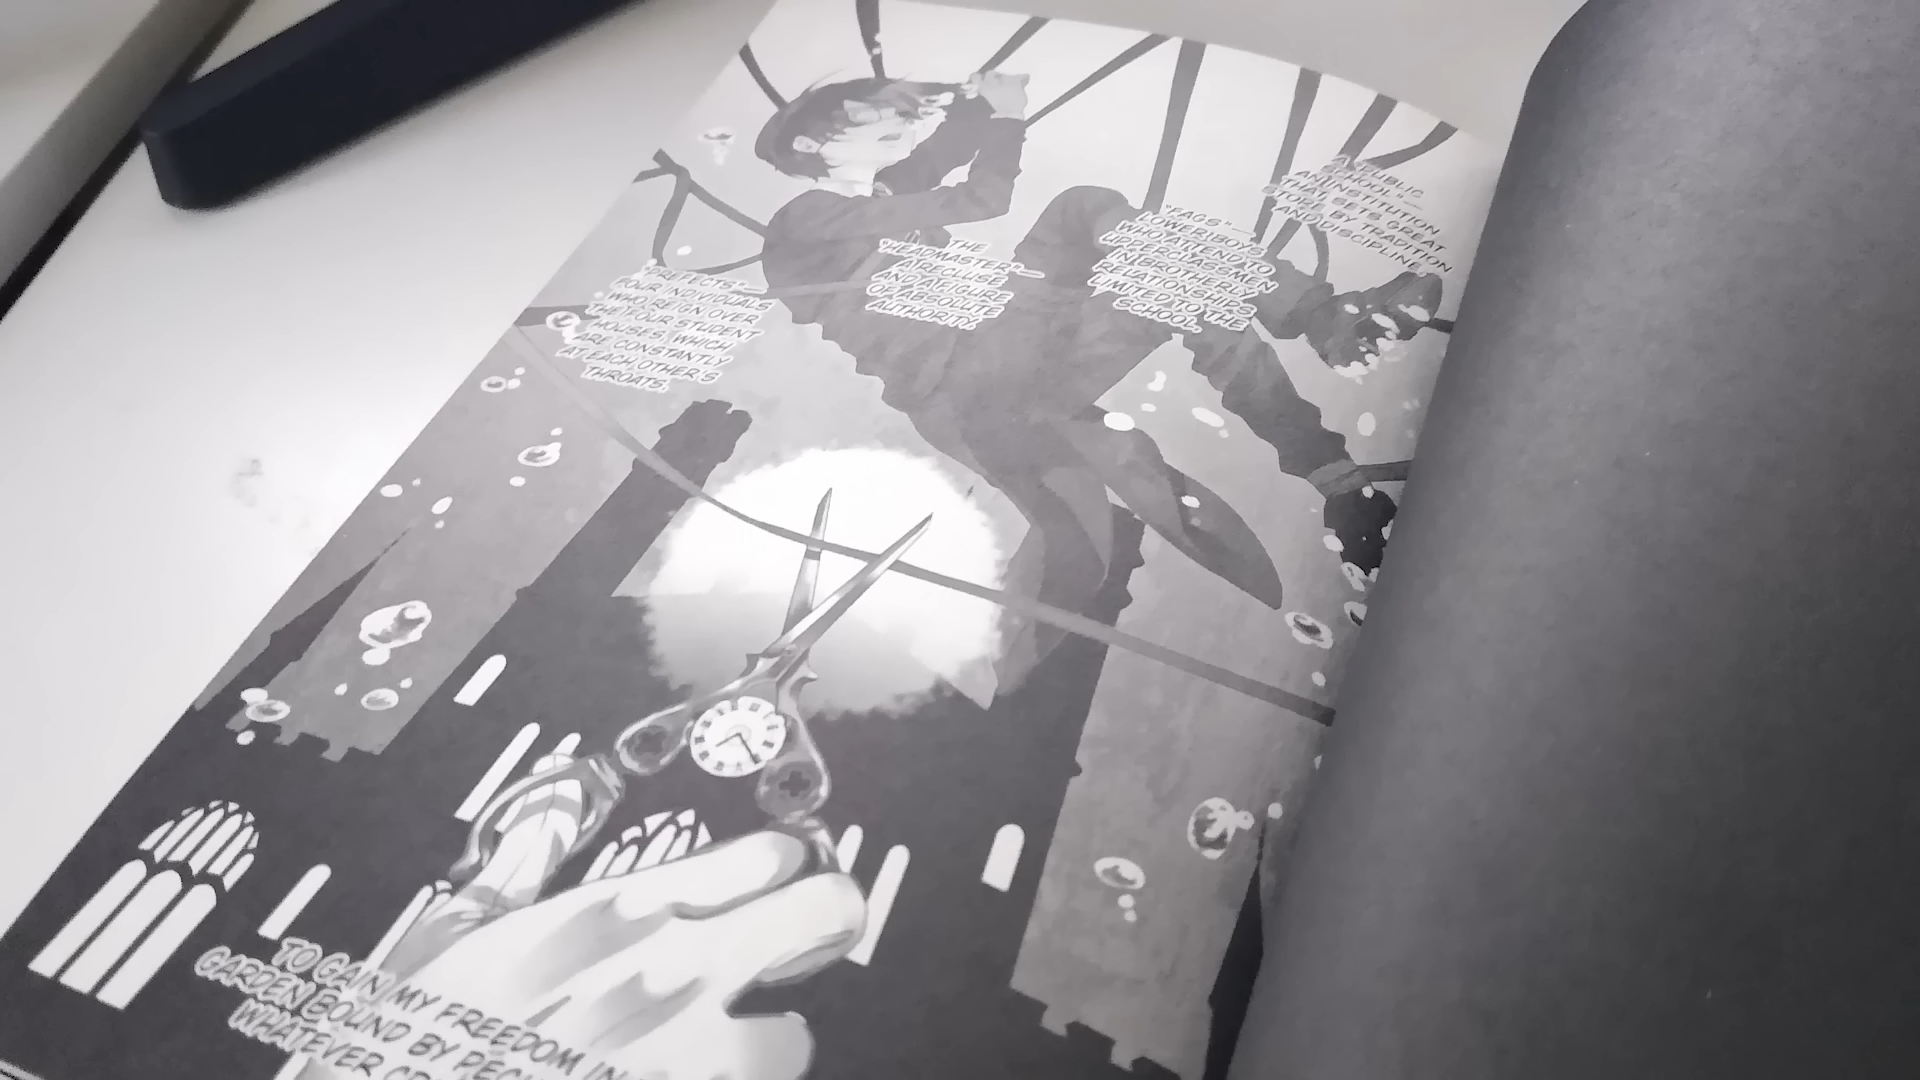 A "PUBLIC
SCHOOL"—
AN INSTITUTION
THAT SETS GREAT
STORE BY TRADITION
AND DISCIPLINE.
"FAGS"—
LOWER BOYS
WHO ATTEND TO
UPPERCLASSMEN
IN BROTHERLY
RELATIONSHIPS
LIMITED TO THE
SCHOOL.
THE
"HEADMASTER"—
A RECLUSE
AND A FIGURE
OF ABSOLUTE
AUTHORITY.
"PREFECTS"—
FOUR INDIVIDUALS
WHO REIGN OVER
THE FOUR STUDENT
HOUSES, WHICH
ARE CONSTANTLY
AT EACH OTHER'S
THROATS.
TO GAIN MY FREEDOM IN
GARDEN BOUND BY
WHATEVER